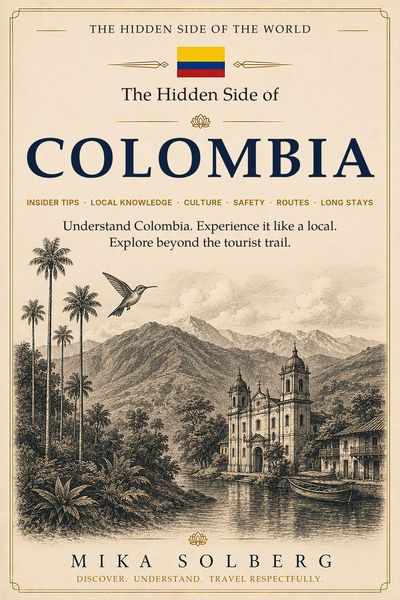 THE HIDDEN SIDE OF THE WORLD
The Hidden Side of
COLOMBIA
INSIDER TIPS · LOCAL KNOWLEDGE · CULTURE · SAFETY · ROUTES · LONG STAYS
Understand Colombia. Experience it like a local.
Explore beyond the tourist trail.
MIKA SOLBERG
DISCOVER. UNDERSTAND. TRAVEL RESPECTFULLY.